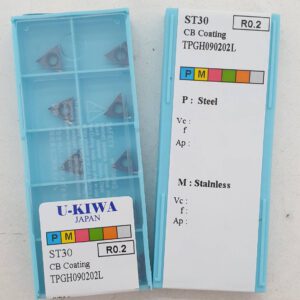 U-KIWA
JAPAN
P M
ST30 R0.2
CB Coating
TPGH090202L
ST30 R0.2
CB Coating
TPGH090202L
P M
P : Steel
Vc :
f :
Ap :
M : Stainless
Vc :
f :
Ap :